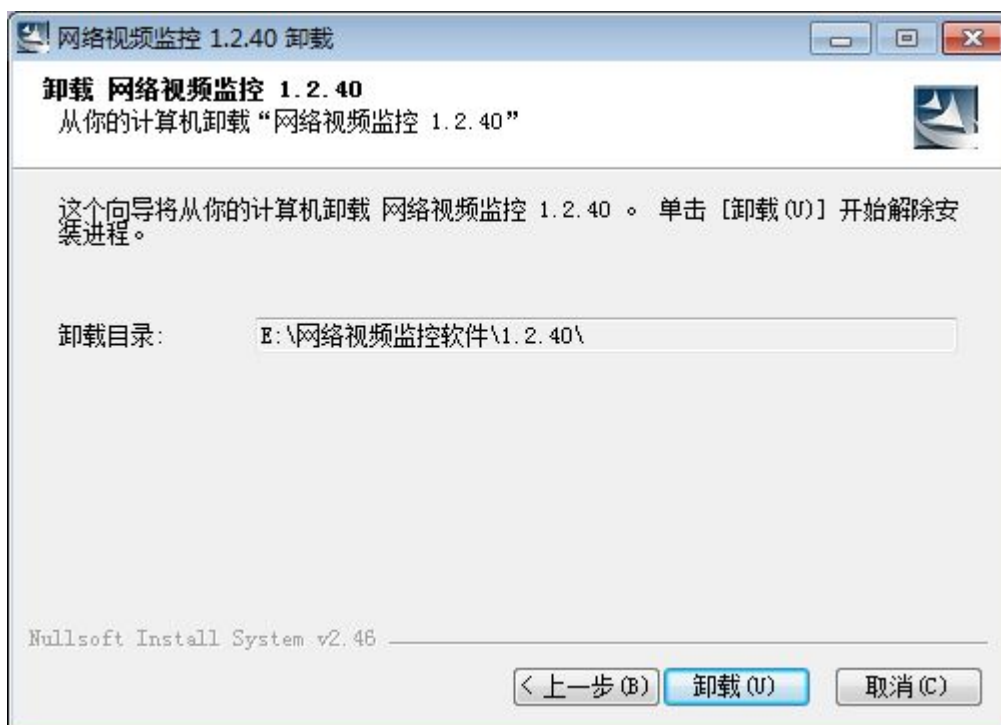 网络视频监控 1.2.40 卸载
卸载 网络视频监控 1.2.40
从你的计算机卸载“网络视频监控 1.2.40”
这个向导将从你的计算机卸载 网络视频监控 1.2.40 。 单击 [卸载(U)] 开始解除安
装进程。
卸载目录:
E:\网络视频监控软件\1.2.40\
Nullsoft Install System v2.46
< 上一步(B)
卸载(U)
取消(C)